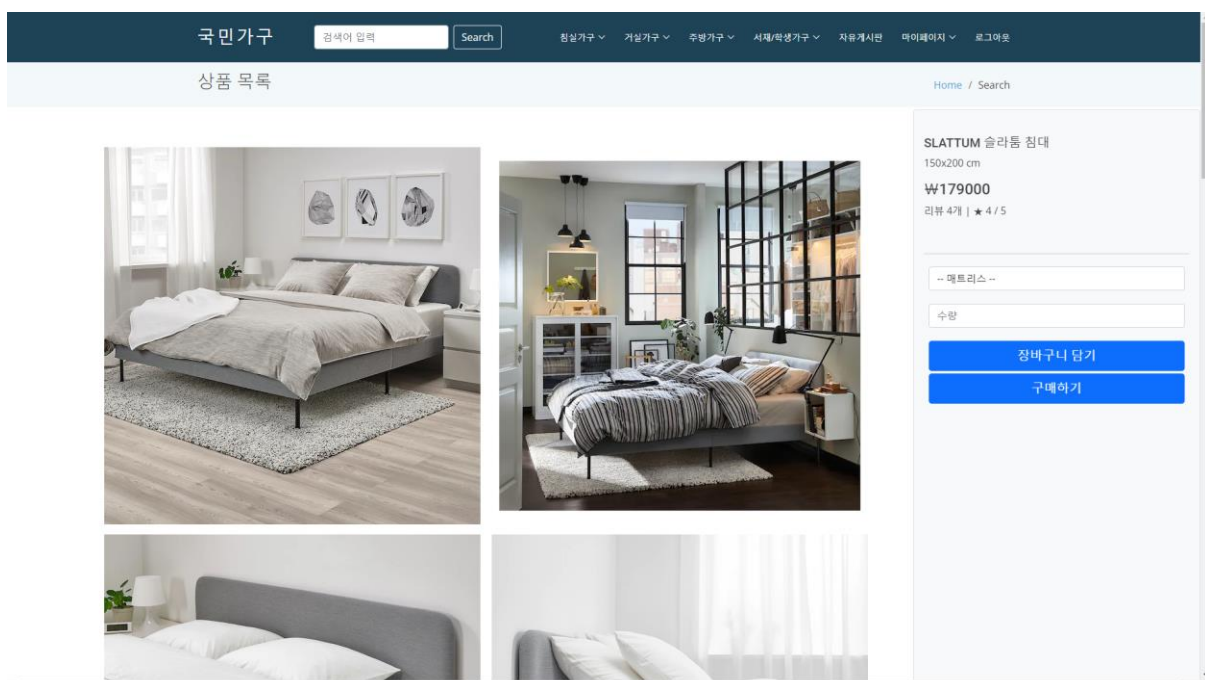 국민가구
검색어 입력
Search
침실가구
거실가구
주방가구
서재/학생가구
자유게시판
마이페이지
로그아웃
상품 목록
Home / Search
SLATTUM 슬라툼 침대
150x200 cm
₩179000
리뷰 4개 | ★ 4 / 5
-- 매트리스 --
수량
장바구니 담기
구매하기